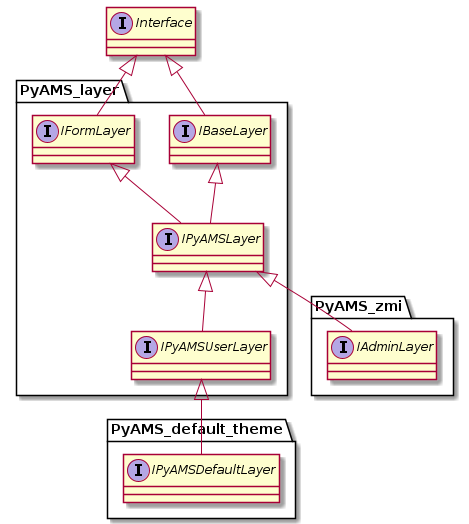 I Interface
PyAMS_layer
I IFormLayer
I IBaseLayer
I IPyAMSLayer
PyAMS_zmi
I IPyAMSUserLayer
I IAdminLayer
PyAMS_default_theme
I IPyAMSDefaultLayer